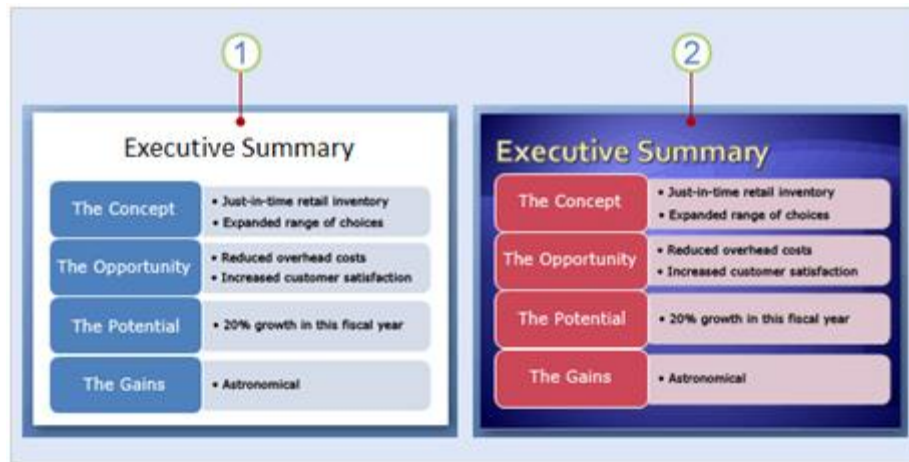 1
2
Executive Summary
The Concept
• Just-in-time retail inventory
• Expanded range of choices
The Opportunity
• Reduced overhead costs
• Increased customer satisfaction
The Potential
• 20% growth in this fiscal year
The Gains
• Astronomical
Executive Summary
The Concept
• Just-in-time retail inventory
• Expanded range of choices
The Opportunity
• Reduced overhead costs
• Increased customer satisfaction
The Potential
• 20% growth in this fiscal year
The Gains
• Astronomical